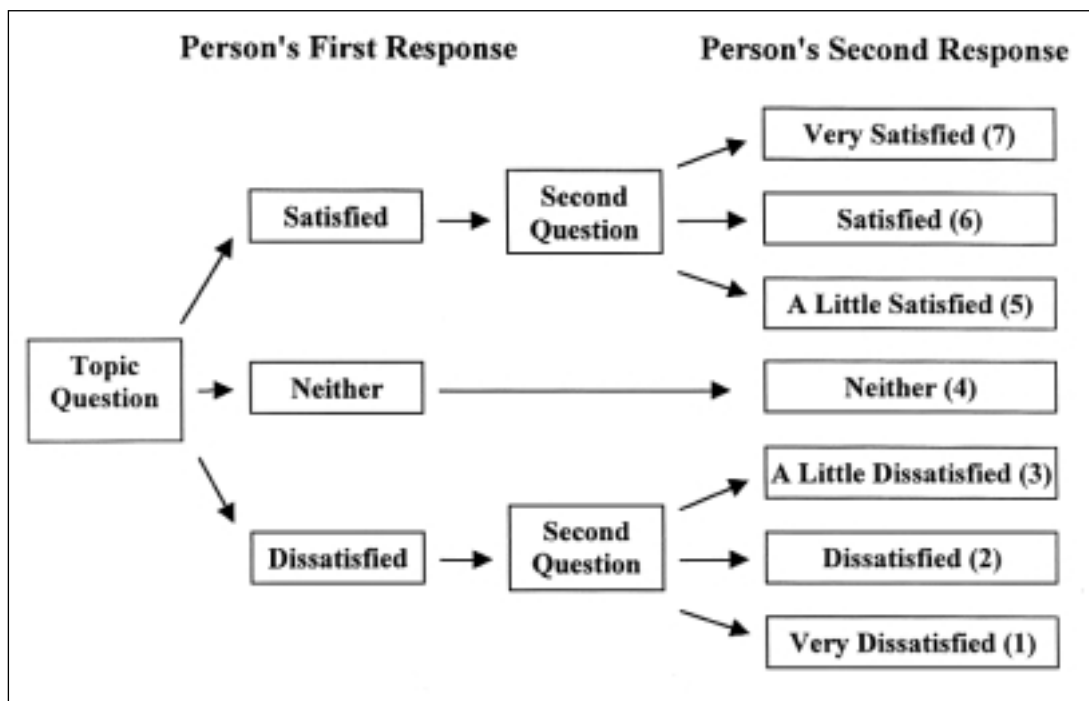 Person's First Response
Person's Second Response
Very Satisfied (7)
Satisfied
Second
Question
Satisfied (6)
A Little Satisfied (5)
Topic
Question
Neither
Neither (4)
A Little Dissatisfied (3)
Dissatisfied
Second
Question
Dissatisfied (2)
Very Dissatisfied (1)